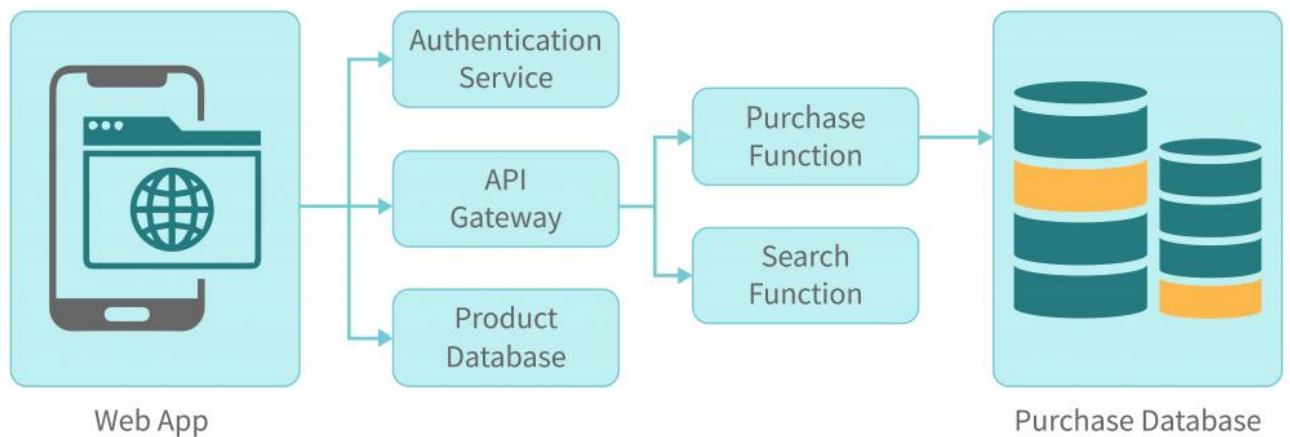 Authentication
Service
API
Gateway
Product
Database
Purchase
Function
Search
Function
Web App
Purchase Database